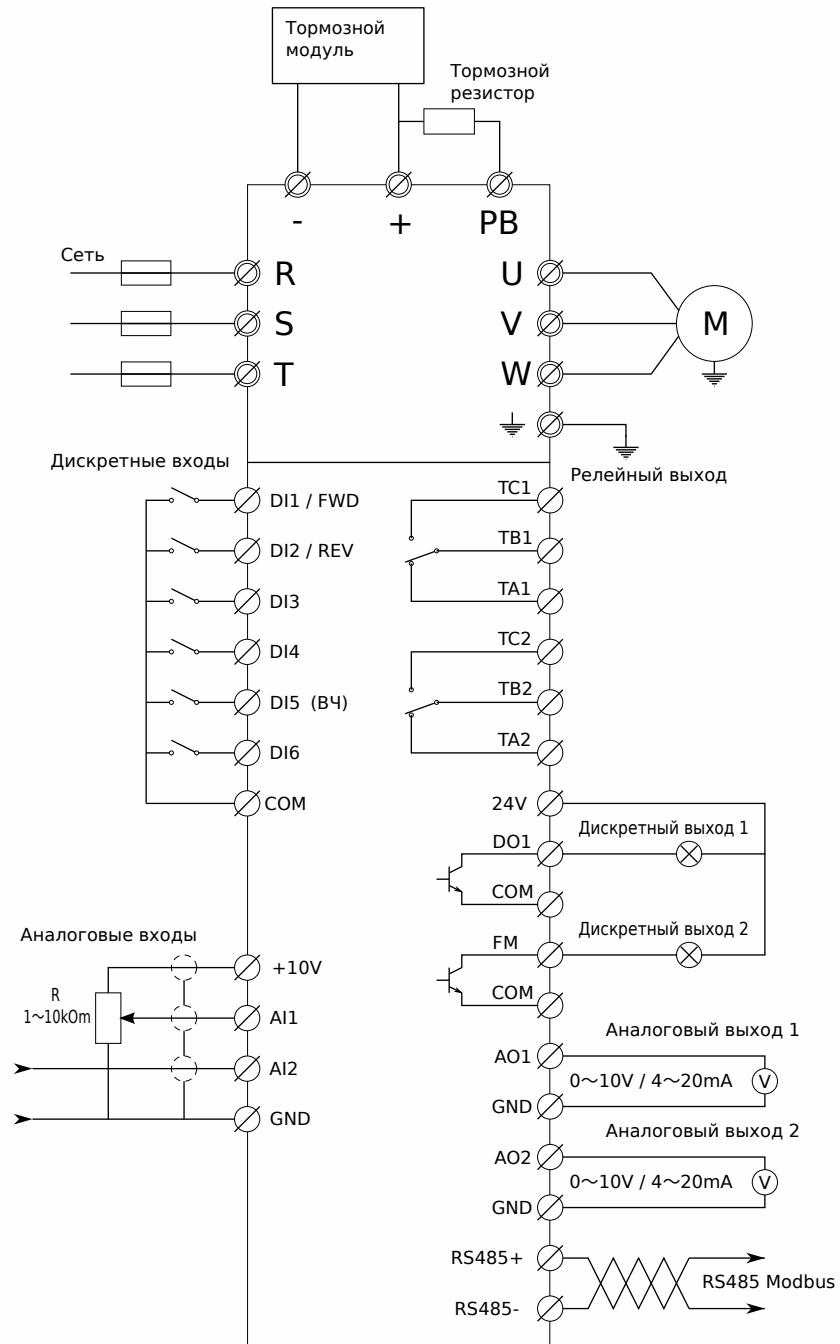 Тормозной
модуль
Тормозной
резистор
-
+
PB
Сеть
R
U
S
V
M
T
W
Дискретные входы
Релейный выход
DI1 / FWD
TC1
DI2 / REV
TB1
DI3
TA1
DI4
TC2
DI5 (ВЧ)
TB2
DI6
TA2
COM
24V
Дискретный выход 1
DO1
COM
Аналоговые входы
Дискретный выход 2
FM
+10V
R
1~10kOm
COM
AI1
Аналоговый выход 1
AO1
AI2
0~10V / 4~20mA
V
GND
GND
Аналоговый выход 2
AO2
0~10V / 4~20mA
V
GND
RS485+
RS485 Modbus
RS485-